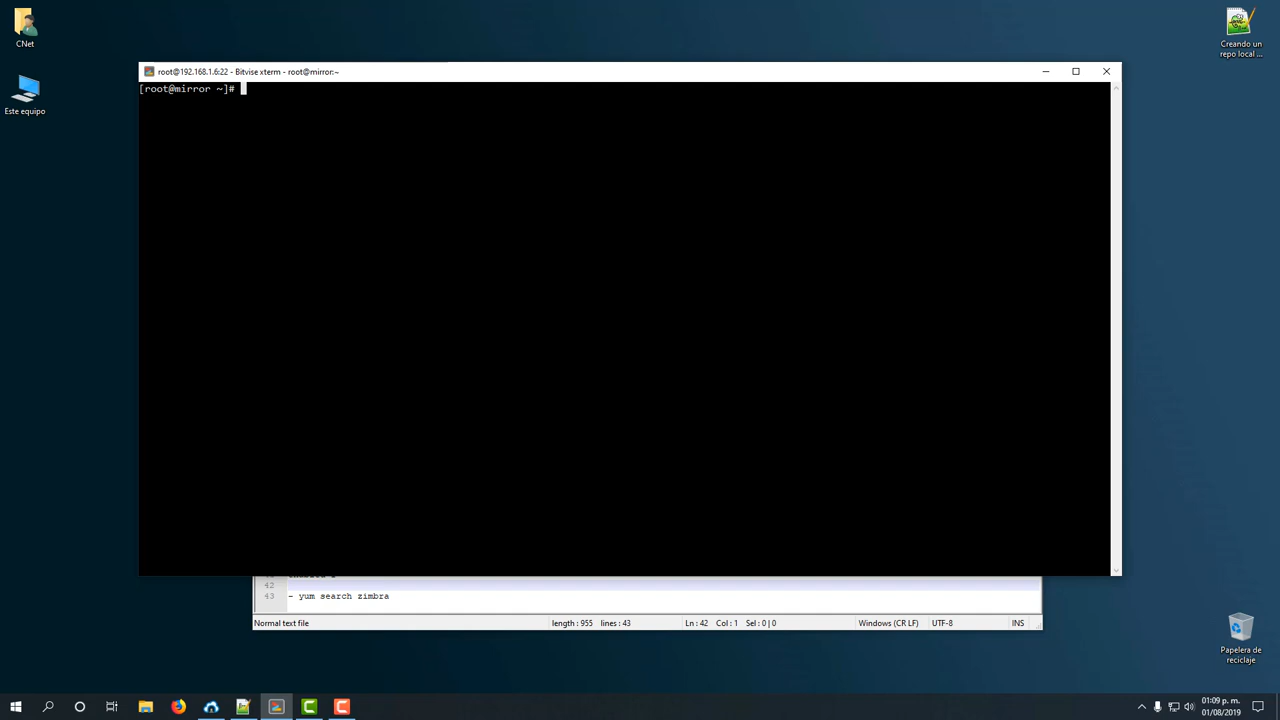 CNet
Este equipo
Creando un
repo local ...
root@192.168.1.6:22 - Bitvise xterm - root@mirror:~
[root@mirror ~]#
42
43 - yum search zimbra
Normal text file length : 955 lines : 43 Ln : 42 Col : 1 Sel : 0 | 0 Windows (CR LF) UTF-8 INS
Papelera de
reciclaje
01:09 p. m.
01/08/2019